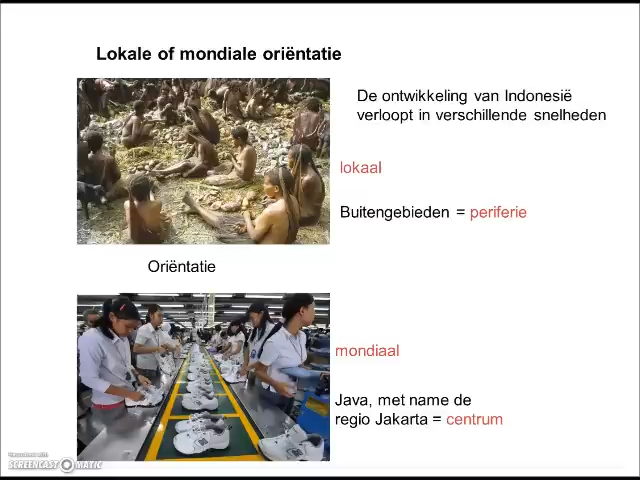 Lokale of mondiale oriëntatie
De ontwikkeling van Indonesië
verloopt in verschillende snelheden
lokaal
Buitengebieden = periferie
Oriëntatie
mondiaal
Java, met name de
regio Jakarta = centrum
SCREENCAST MATIC